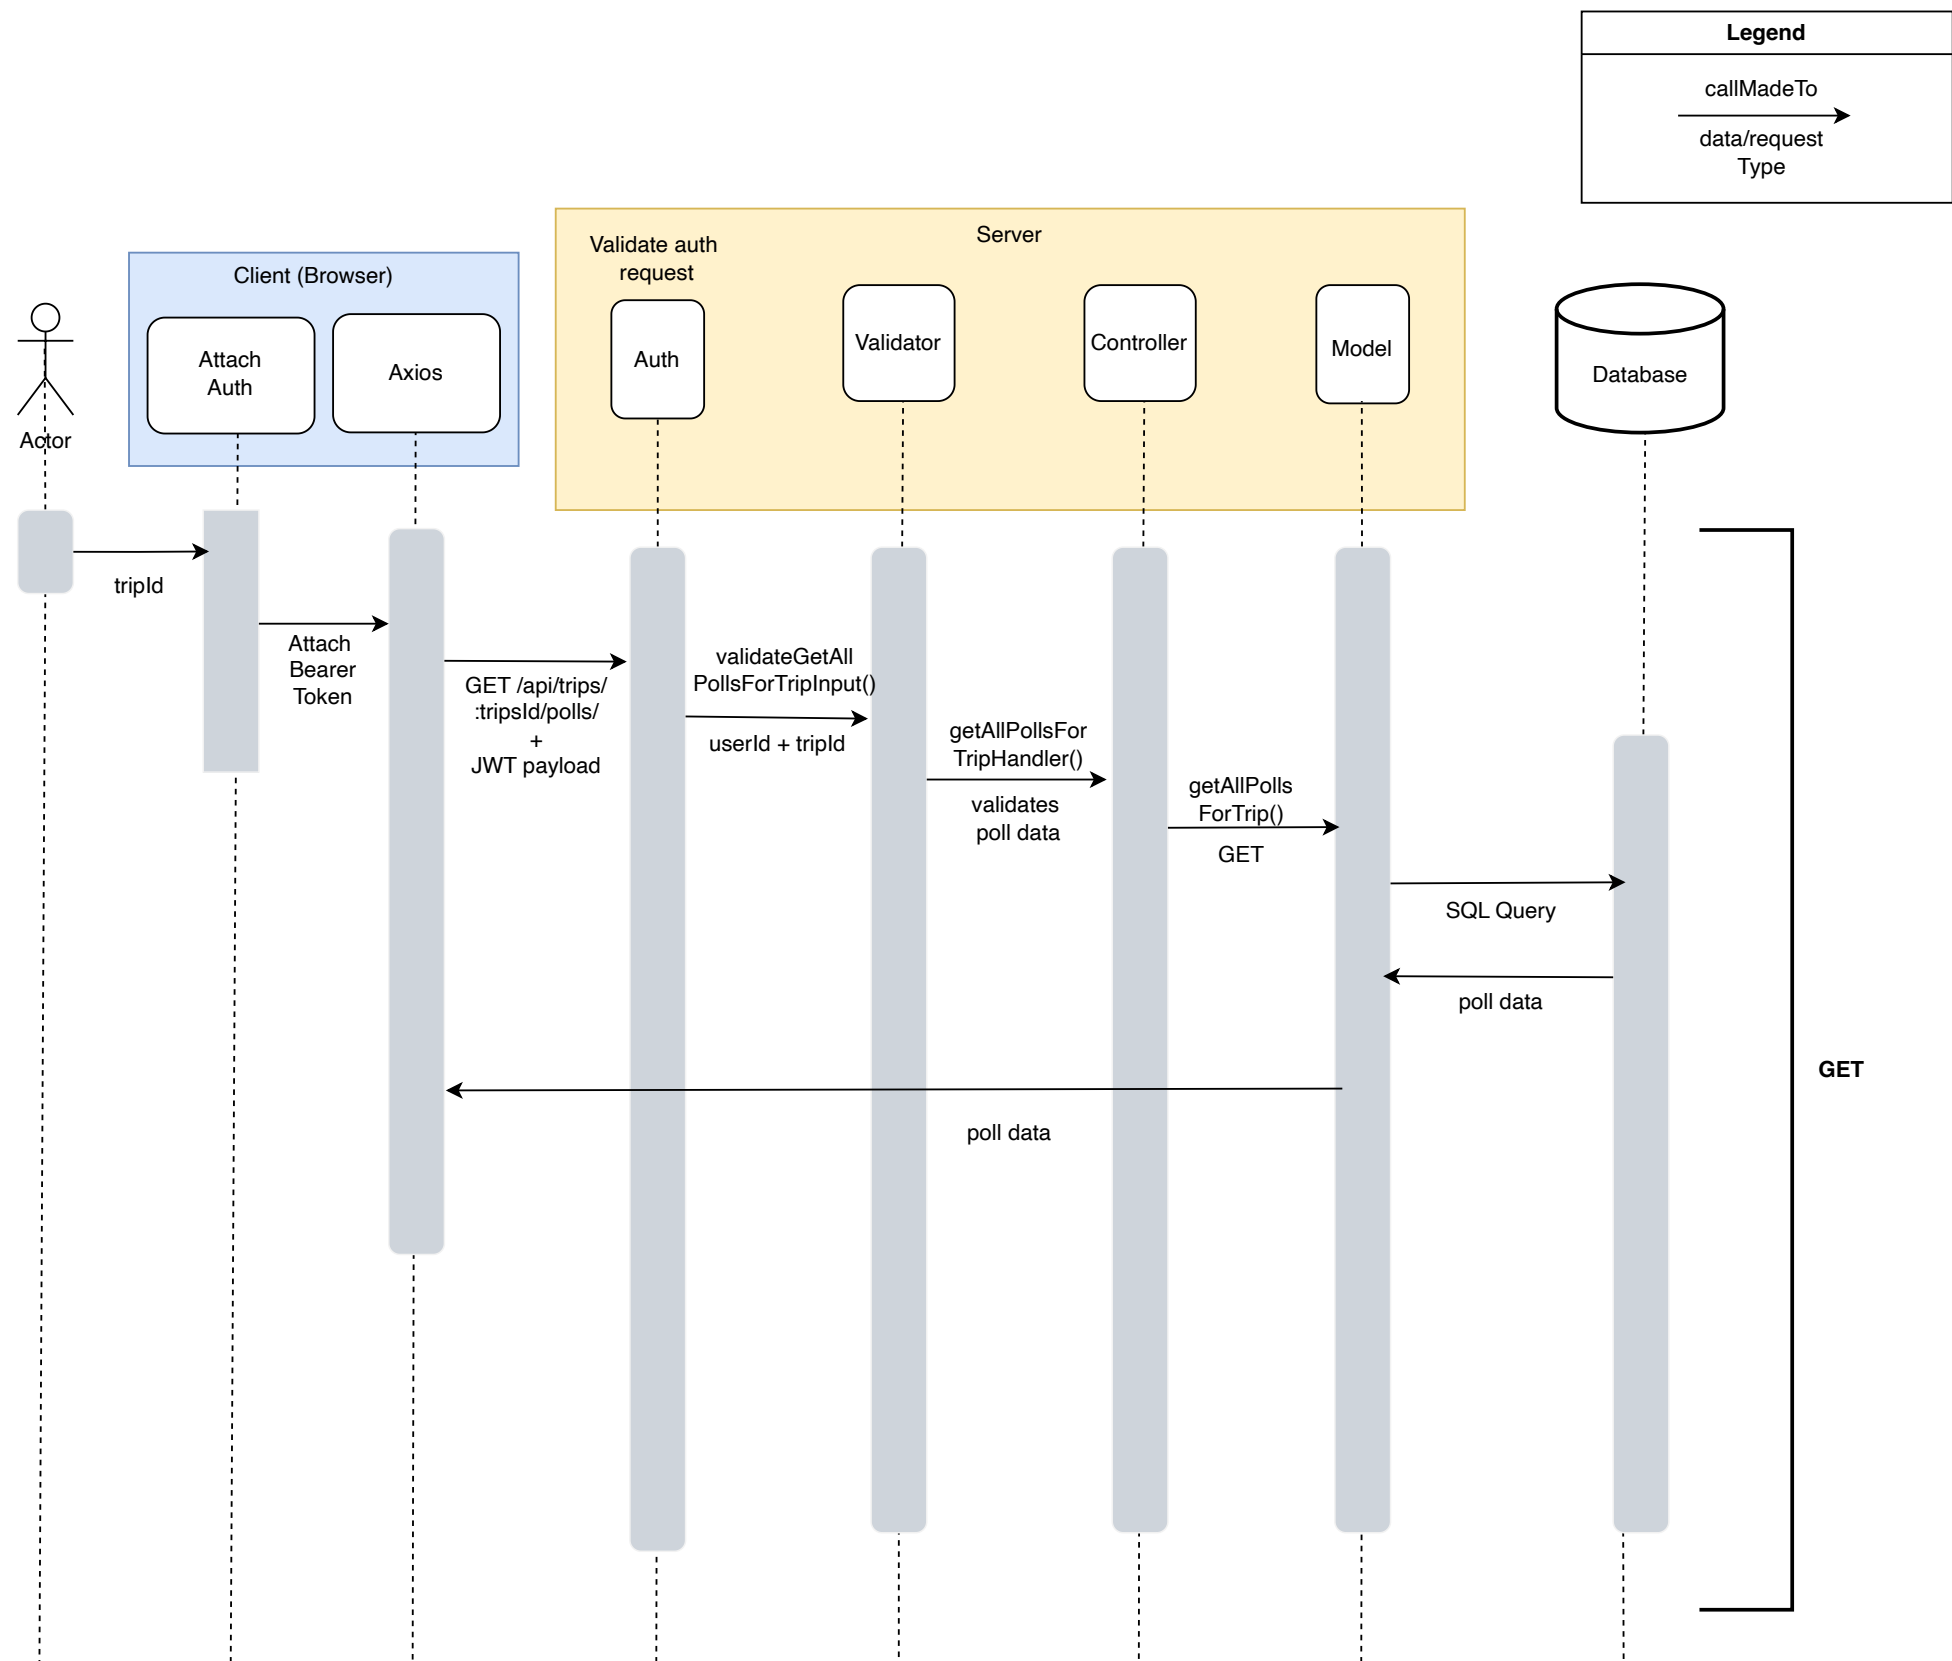 Legend
callMadeTo
data/request
Type
Server
Validate auth
request
Client (Browser)
Attach
Auth
Axios
Auth
Validator
Controller
Model
Database
Actor
tripId
Attach
Bearer
Token
GET /api/trips/
:tripsId/polls/
+
JWT payload
validateGetAll
PollsForTripInput()
userId + tripId
getAllPollsFor
TripHandler()
validates
poll data
getAllPolls
ForTrip()
GET
SQL Query
poll data
GET
poll data